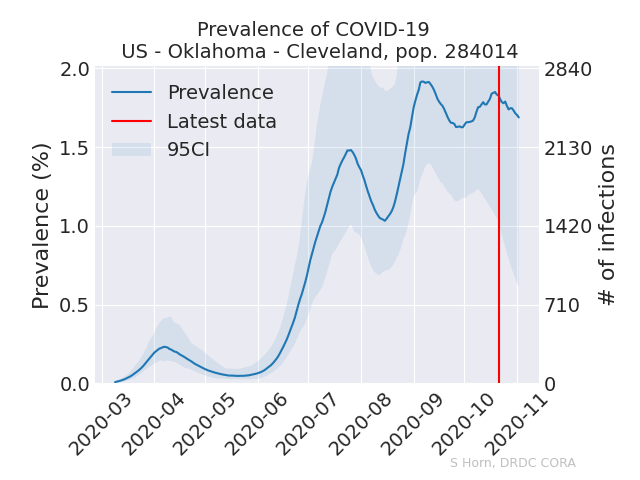 Prevalence of COVID-19
US - Oklahoma - Cleveland, pop. 284014
Prevalence (%)
2.0
1.5
1.0
0.5
0.0
Prevalence
Latest data
95CI
2840
2130
1420
710
0
# of infections
2020-03
2020-04
2020-05
2020-06
2020-07
2020-08
2020-09
2020-10
2020-11
S Horn, DRDC CORA